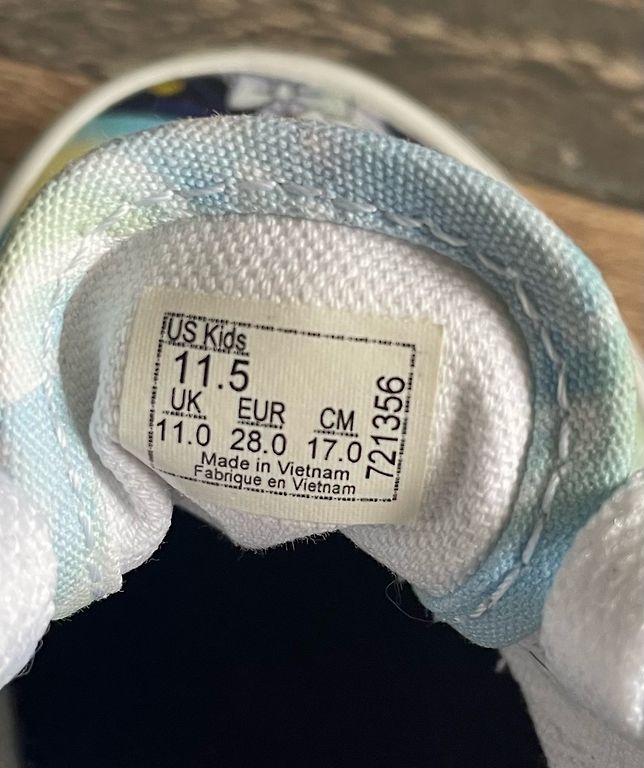 US Kids
11.5
UK EUR CM
11.0 28.0 17.0
Made in Vietnam
Fabrique en Vietnam
721356